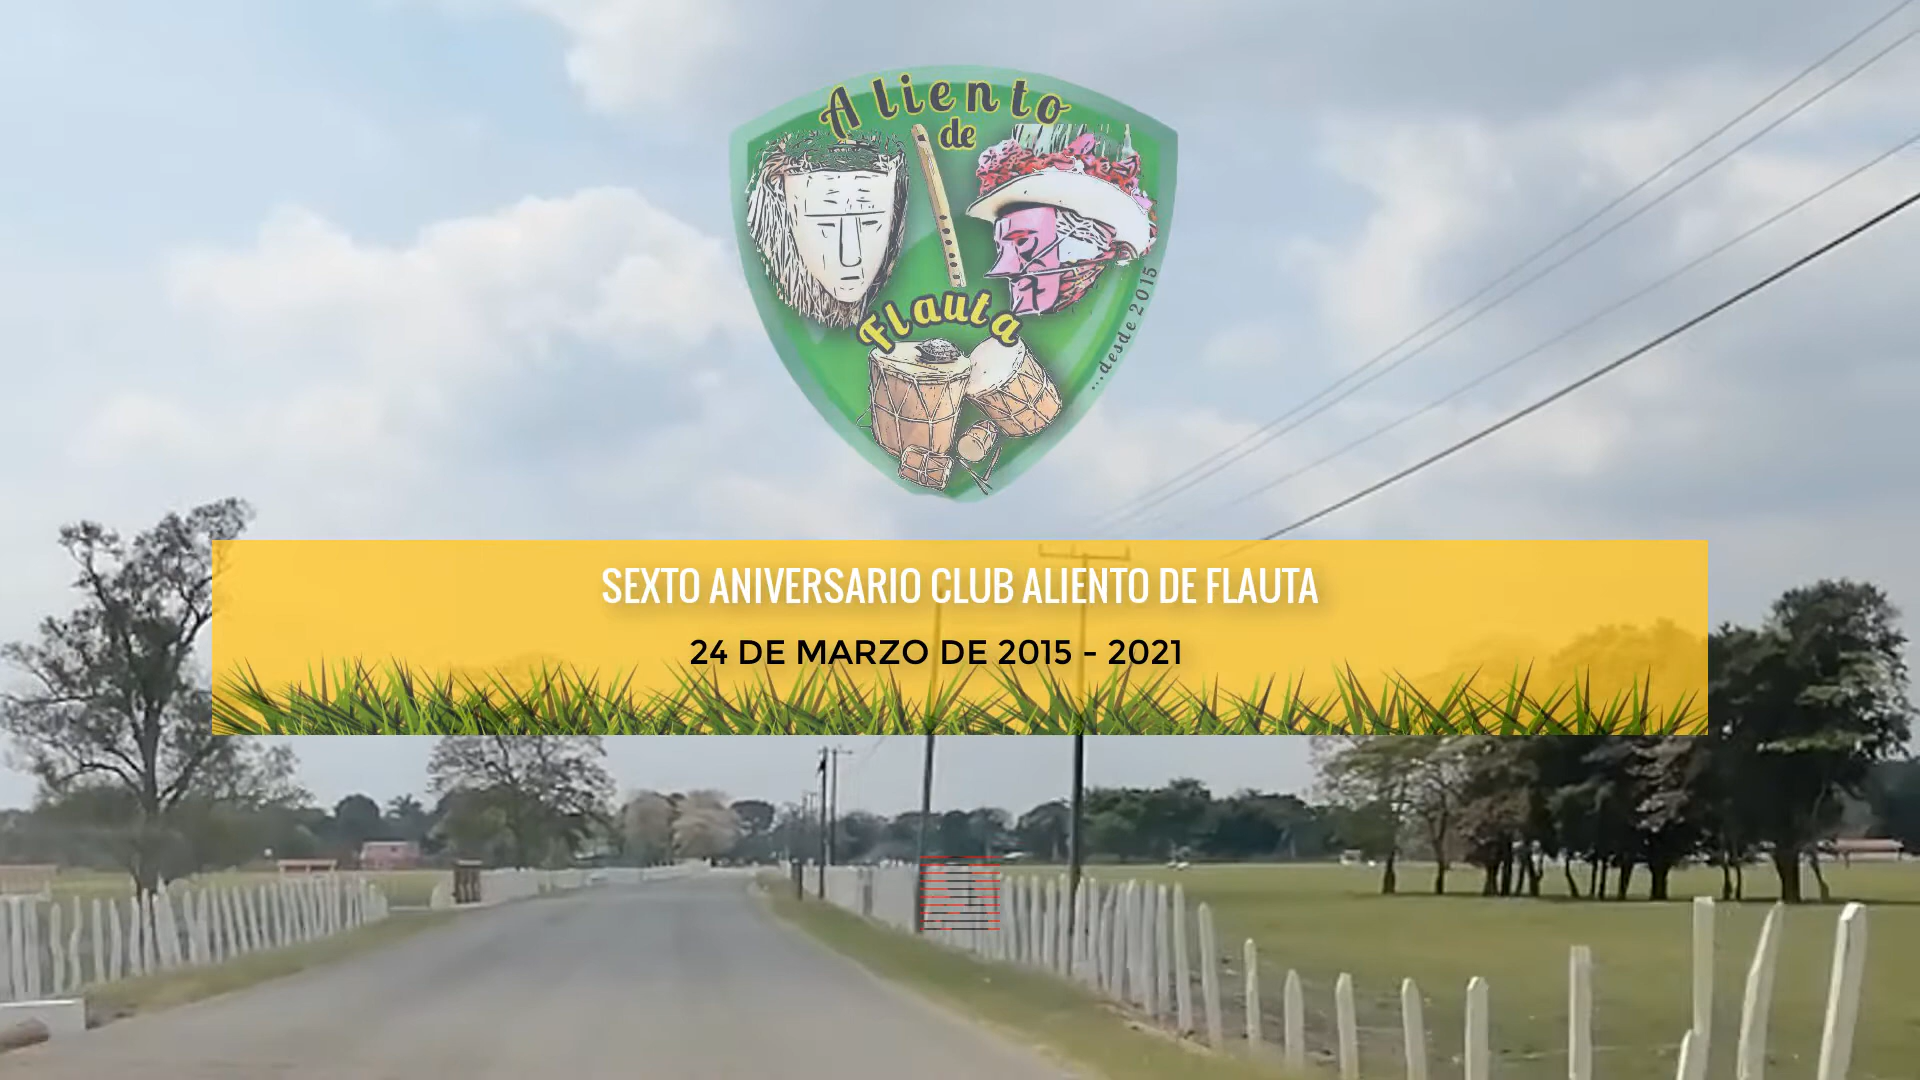 Aliento
de
Flauta
...desde 2015
SEXTO ANIVERSARIO CLUB ALIENTO DE FLAUTA
24 DE MARZO DE 2015 - 2021